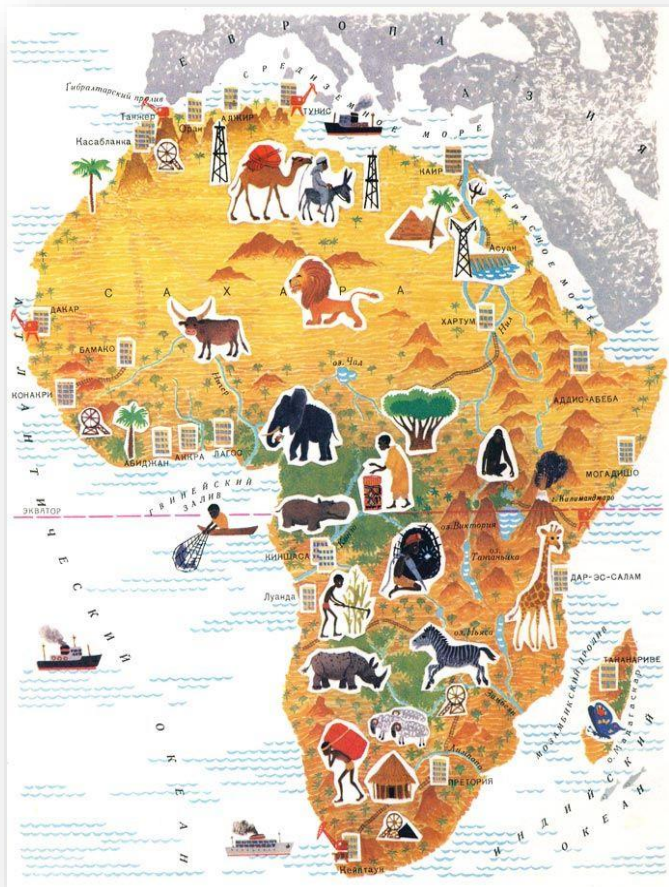 ЕВРОПА
АЗИЯ
СРЕДИЗЕМНОЕ МОРЕ
Гибралтарский пролив
Танжер
Оран
АЛЖИР
ТУНИС
Касабланка
КАИР
КРАСНОЕ МОРЕ
Асуан
САХАРА
ДАКАР
БАМАКО
Нигер
оз. Чад
ХАРТУМ
Нил
КОНАКРИ
АДДИС-АБЕБА
АБИДЖАН
АККРА
ЛАГОС
МОГАДИШО
ГВИНЕЙСКИЙ ЗАЛИВ
ЭКВАТОР
г. Килиманджаро
оз. Виктория
Конго
КИНШАСА
оз. Танганьика
ДАР-ЭС-САЛАМ
Луанда
оз. Ньяса
ТАНАНАРИВЕ
МОЗАМБИКСКИЙ ПРОЛИВ
о. Мадагаскар
Замбези
Лимпопо
ПРЕТОРИЯ
Кейптаун
АТЛАНТИЧЕСКИЙ ОКЕАН
ИНДИЙСКИЙ ОКЕАН